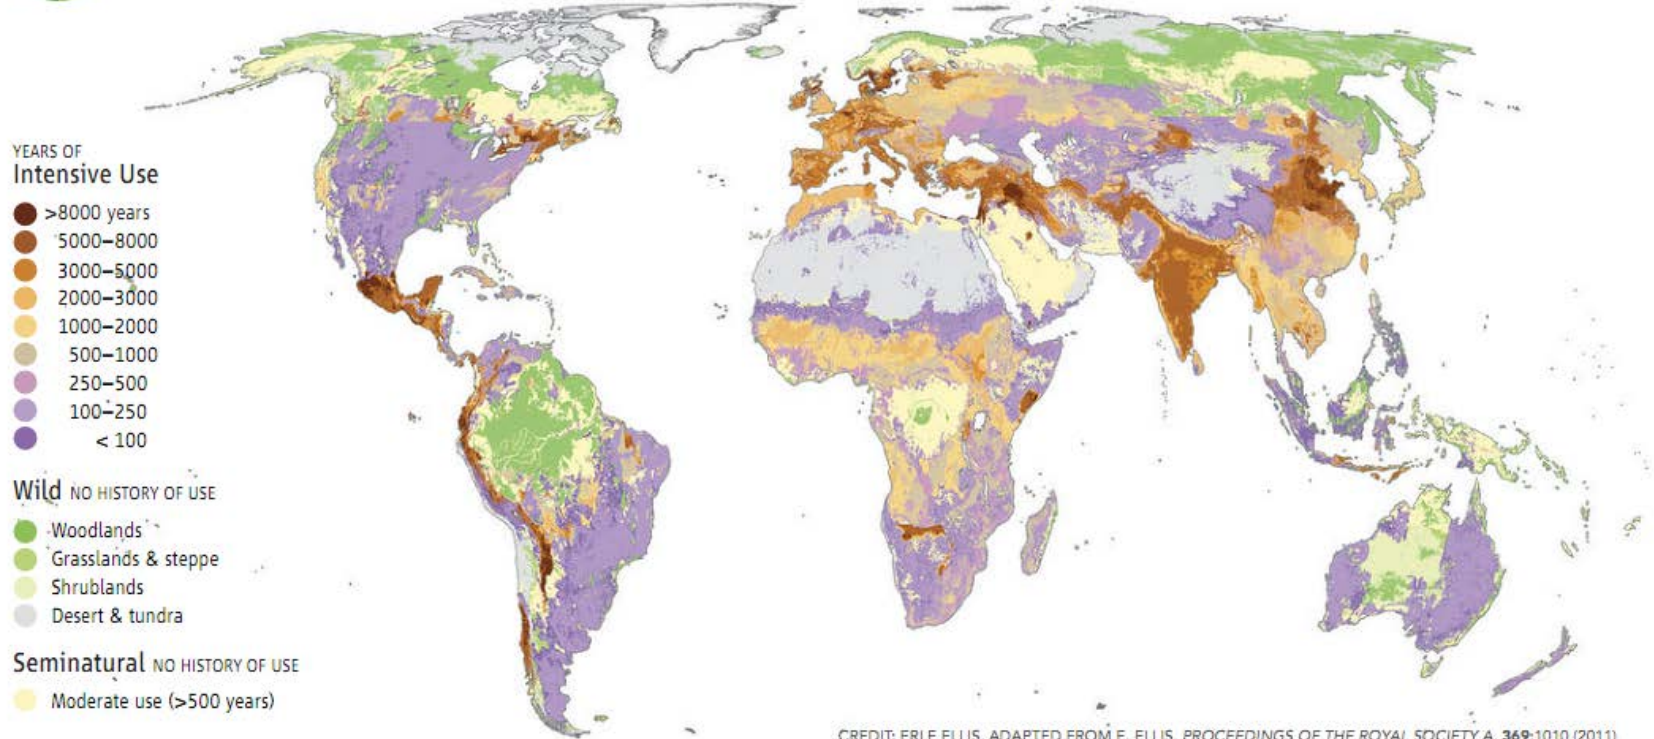 YEARS OF
Intensive Use
>8000 years
5000–8000
3000–5000
2000–3000
1000–2000
500–1000
250–500
100–250
< 100
Wild NO HISTORY OF USE
Woodlands
Grasslands & steppe
Shrublands
Desert & tundra
Seminatural NO HISTORY OF USE
Moderate use (>500 years)
CREDIT: ERLE ELLIS, ADAPTED FROM E. ELLIS, PROCEEDINGS OF THE ROYAL SOCIETY A, 369:1010 (2011)